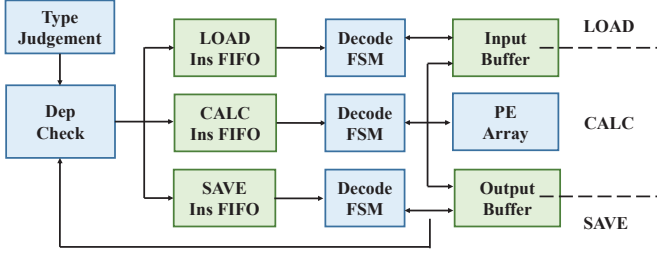 Type
Judgement
Dep
Check
LOAD
Ins FIFO
Decode
FSM
Input
Buffer
LOAD
CALC
Ins FIFO
Decode
FSM
PE
Array
CALC
SAVE
Ins FIFO
Decode
FSM
Output
Buffer
SAVE